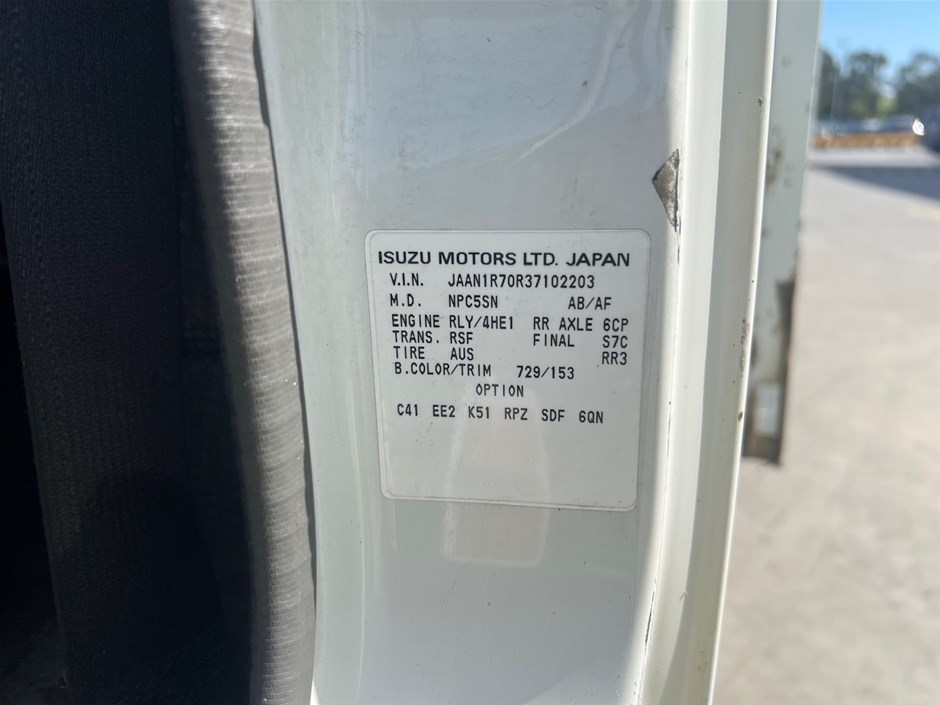 ISUZU MOTORS LTD. JAPAN
V.I.N. JAAN1R70R37102203
M.D. NPC5SN AB/AF
ENGINE RLY/4HE1 RR AXLE 6CP
TRANS. RSF FINAL S7C
TIRE AUS RR3
B.COLOR/TRIM 729/153
OPTION
C41 EE2 K51 RPZ SDF 6QN